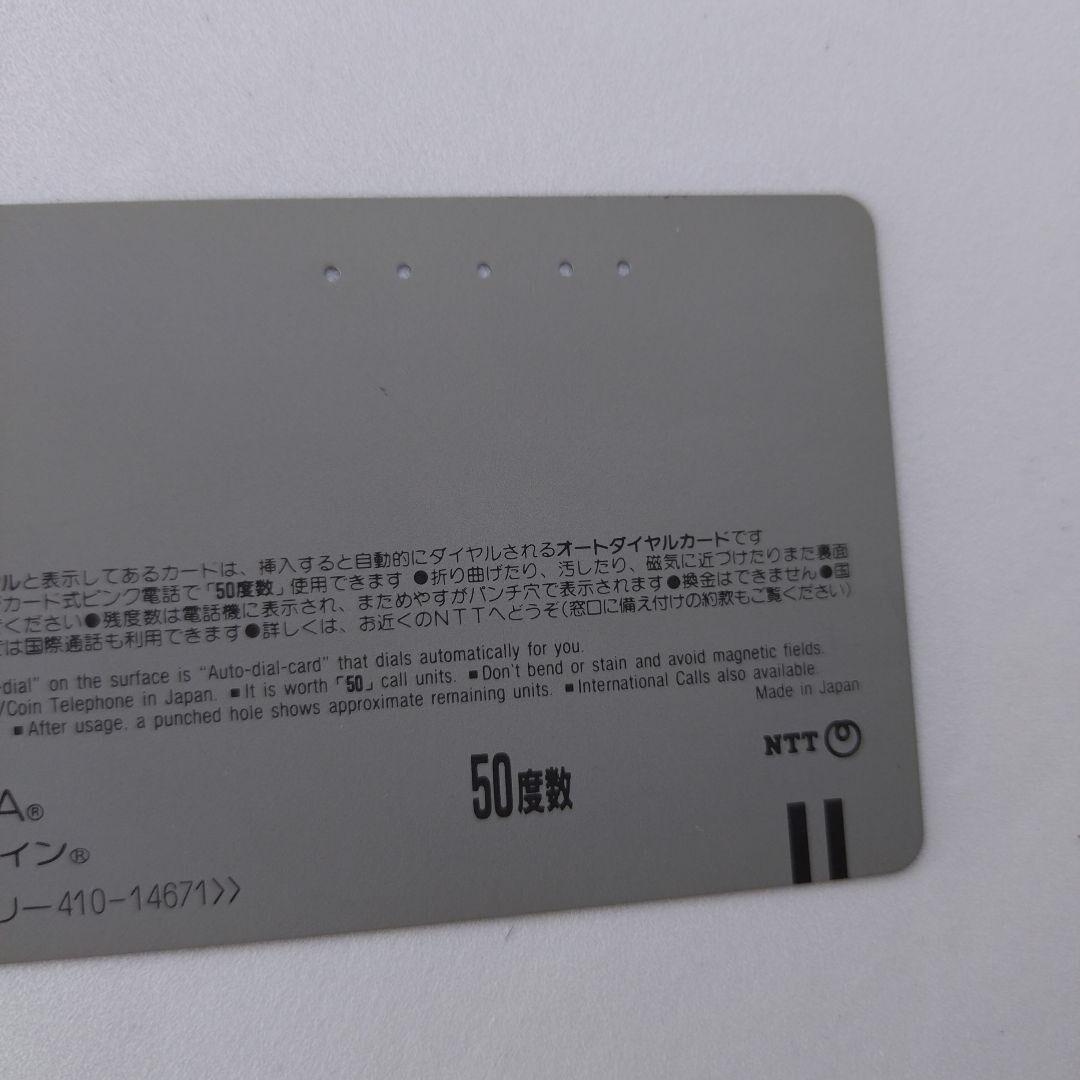 ルと表示してあるカードは、挿入すると自動的にダイヤルされるオートダイヤルカードです
カード式ピンク電話で「50度数」使用できます ●折り曲げたり、汚したり、磁気に近づけたりまた裏面
ください●残度数は電話機に表示され、まためやすがパンチ穴で表示されます●換金はできません●国
は国際通話も利用できます●詳しくは、お近くのNTTへどうぞ(窓口に備え付けの約款もご覧ください)
-dial" on the surface is "Auto-dial-card" that dials automatically for you.
/Coin Telephone in Japan. ■It is worth「50」call units. ■Don't bend or stain and avoid magnetic fields.
■After usage, a punched hole shows approximate remaining units. ■International Calls also available.
Made in Japan
NTT
50度数
A®
イン®
リー410-14671>>